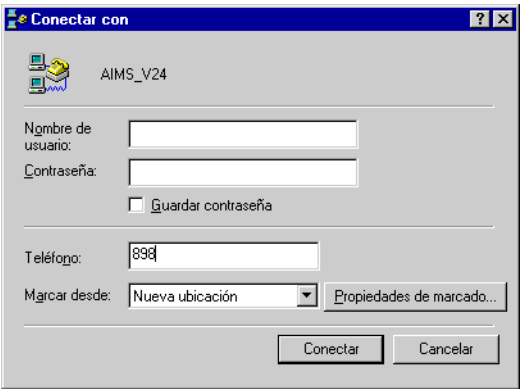 Conectar con
AIMS_V24
Nombre de
usuario:
Contraseña:
Guardar contraseña
Teléfono: 898
Marcar desde: Nueva ubicación Propiedades de marcado...
Conectar Cancelar